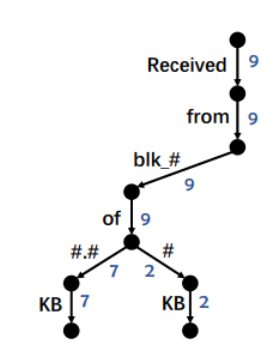 Received 9
from 9
blk_#
9
of 9
#.# #
7 2
KB 7 KB 2